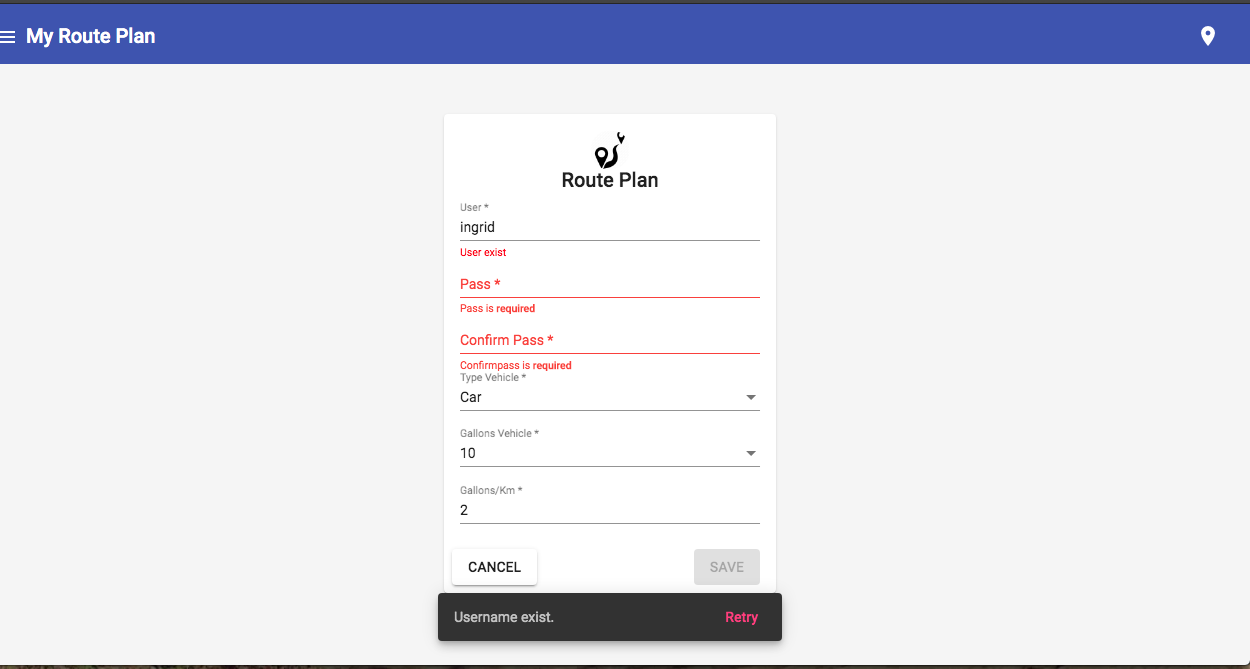 My Route Plan
Route Plan
User *
ingrid
User exist
Pass *
Pass is required
Confirm Pass *
Confirmpass is required
Type Vehicle *
Car
Gallons Vehicle *
10
Gallons/Km *
2
CANCEL SAVE
Username exist. Retry